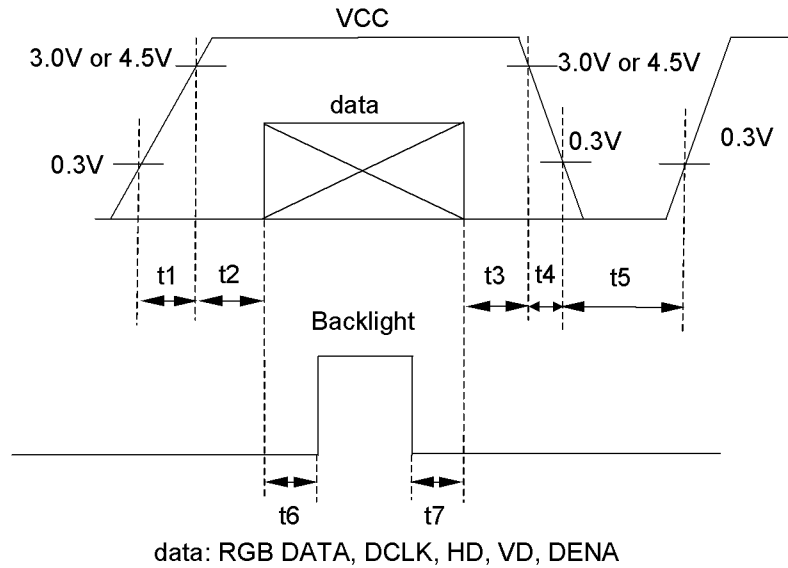 VCC
3.0V or 4.5V
3.0V or 4.5V
data
0.3V
0.3V
0.3V
t1
t2
t3
t4
t5
Backlight
t6
t7
data: RGB DATA, DCLK, HD, VD, DENA